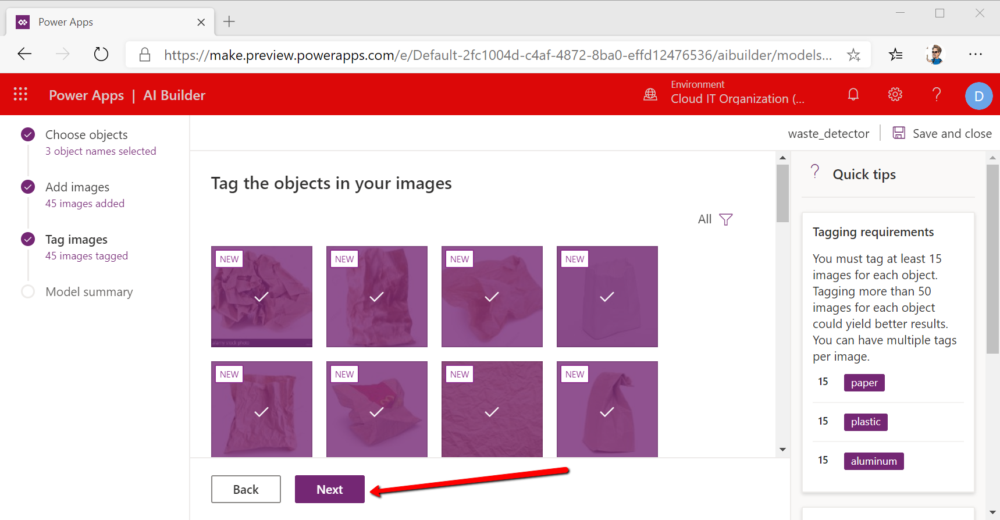 Power Apps
https://make.preview.powerapps.com/e/Default-2fc1004d-c4af-4872-8ba0-effd12476536/aibuilder/models...
Power Apps | AI Builder
Environment
Cloud IT Organization (...
D
Choose objects
3 object names selected
Add images
45 images added
Tag images
45 images tagged
Model summary
waste_detector
Save and close
Tag the objects in your images
All
NEW
NEW
NEW
NEW
alamy stock photo
NEW
NEW
NEW
NEW
Back
Next
? Quick tips
Tagging requirements
You must tag at least 15
images for each object.
Tagging more than 50
images for each object
could yield better results.
You can have multiple tags
per image.
15 paper
15 plastic
15 aluminum